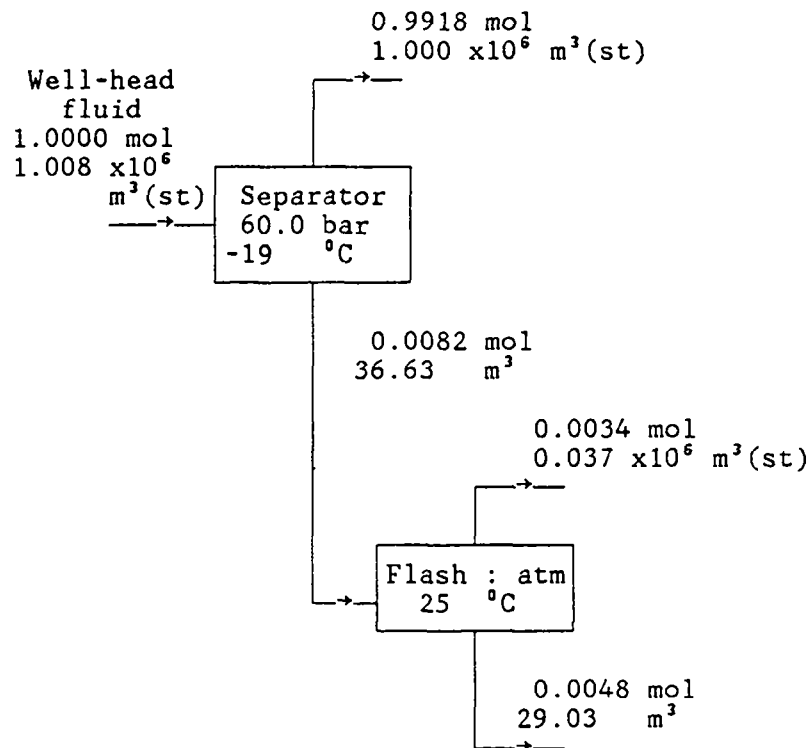 0.9918 mol
1.000 x10⁶ m³(st)
Well-head
fluid
1.0000 mol
1.008 x10⁶
m³(st)
Separator
60.0 bar
-19 ⁰C
0.0082 mol
36.63 m³
0.0034 mol
0.037 x10⁶ m³(st)
Flash : atm
25 ⁰C
0.0048 mol
29.03 m³